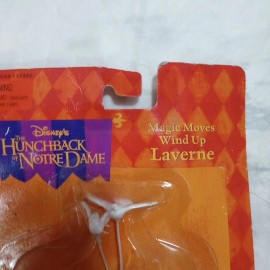 Disney's
THE
HUNCHBACK
OF
NOTRE DAME
Magic Moves
Wind Up
Laverne